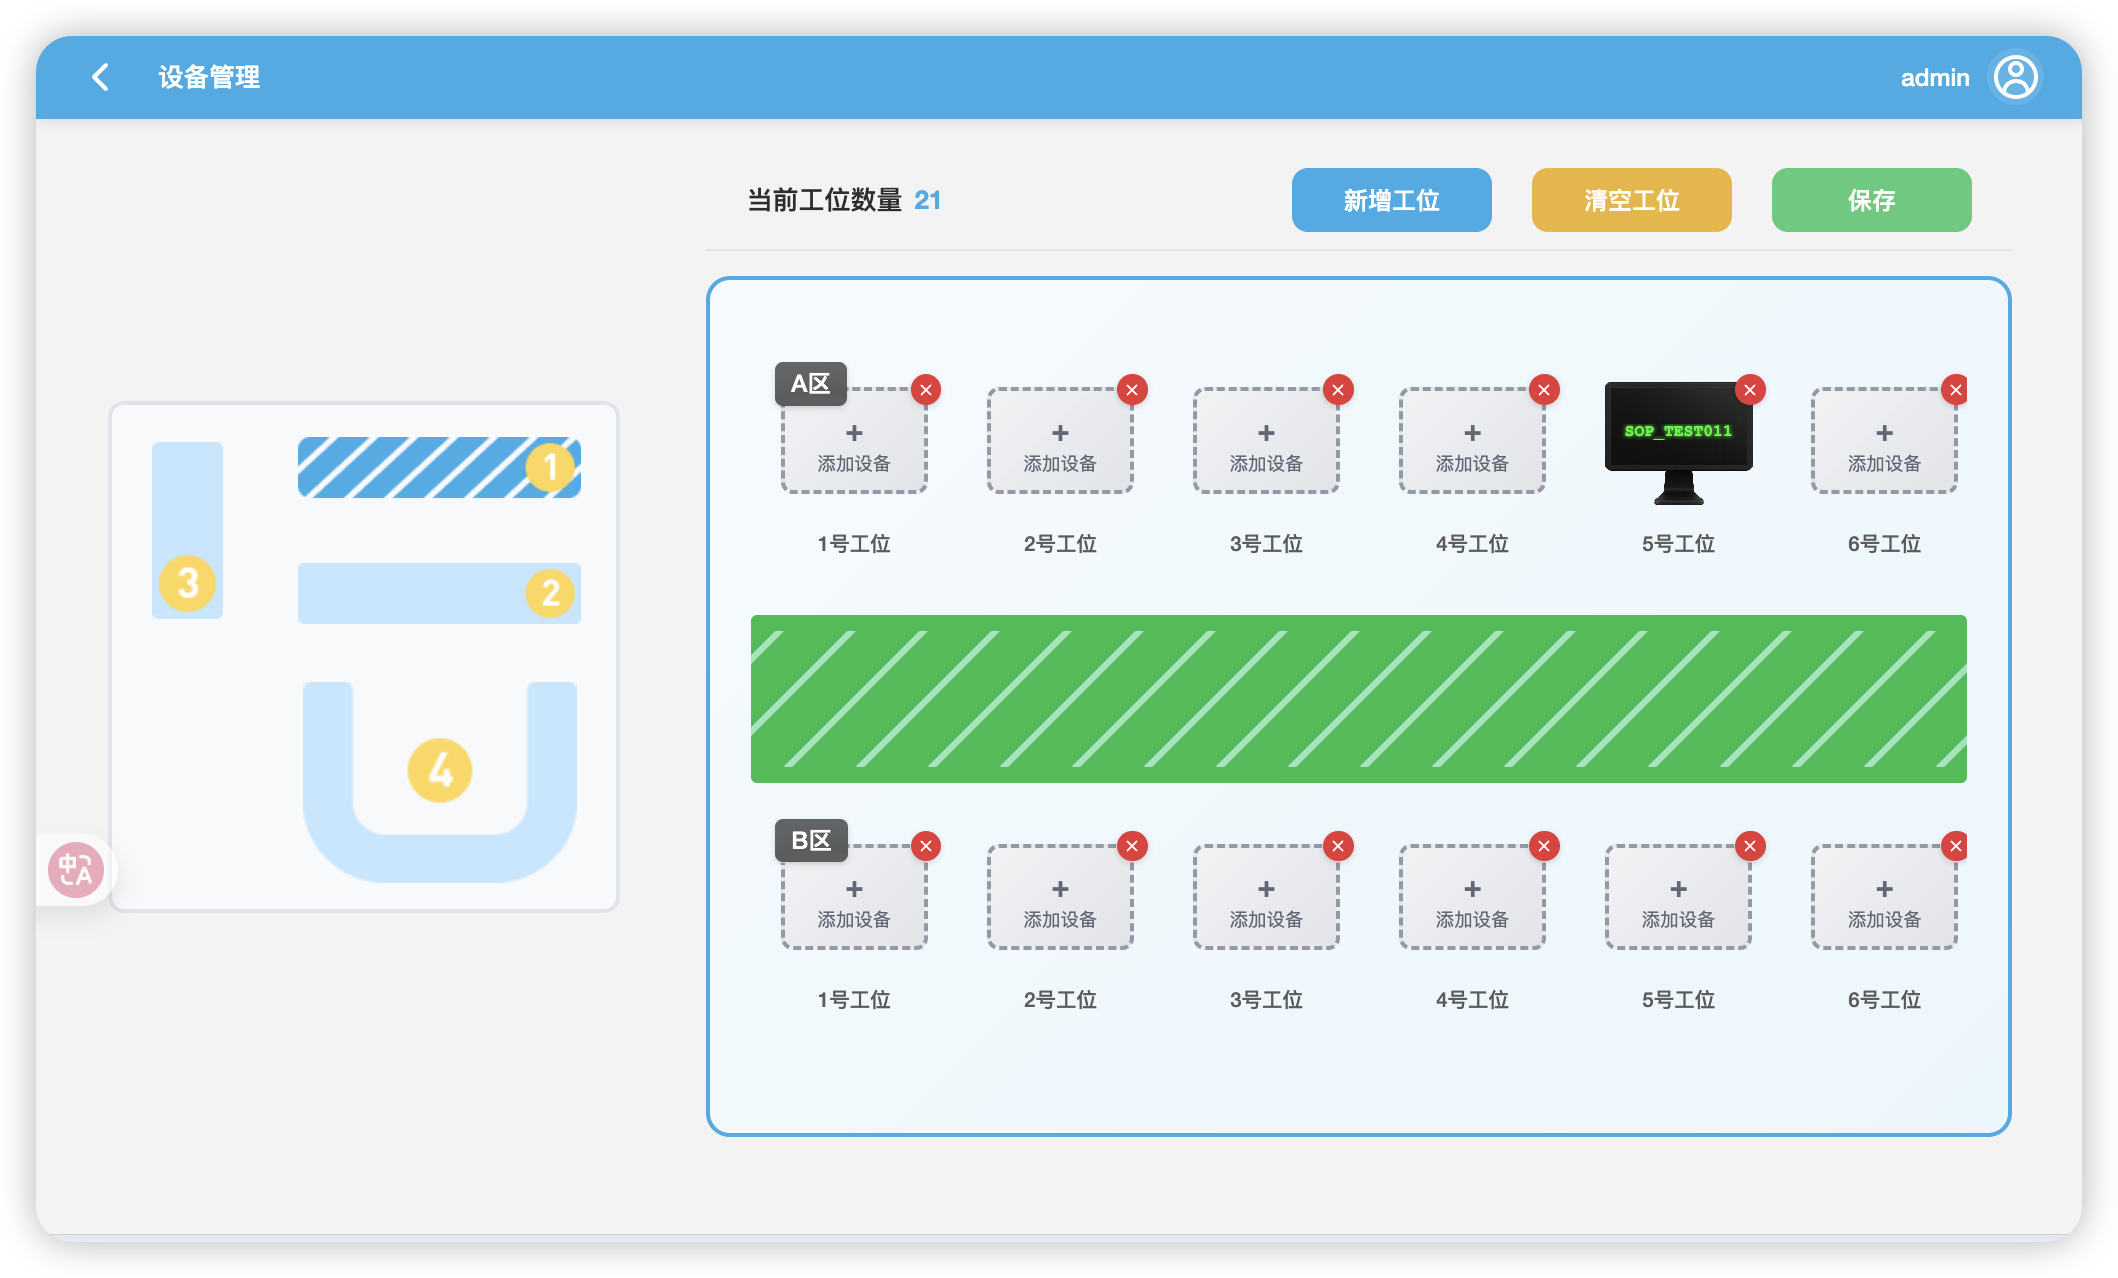 设备管理
admin
当前工位数量 21
新增工位
清空工位
保存
1
2
3
4
A区
+
添加设备
+
添加设备
+
添加设备
+
添加设备
SOP_TEST011
+
添加设备
1号工位
2号工位
3号工位
4号工位
5号工位
6号工位
B区
+
添加设备
+
添加设备
+
添加设备
+
添加设备
+
添加设备
+
添加设备
1号工位
2号工位
3号工位
4号工位
5号工位
6号工位
中A